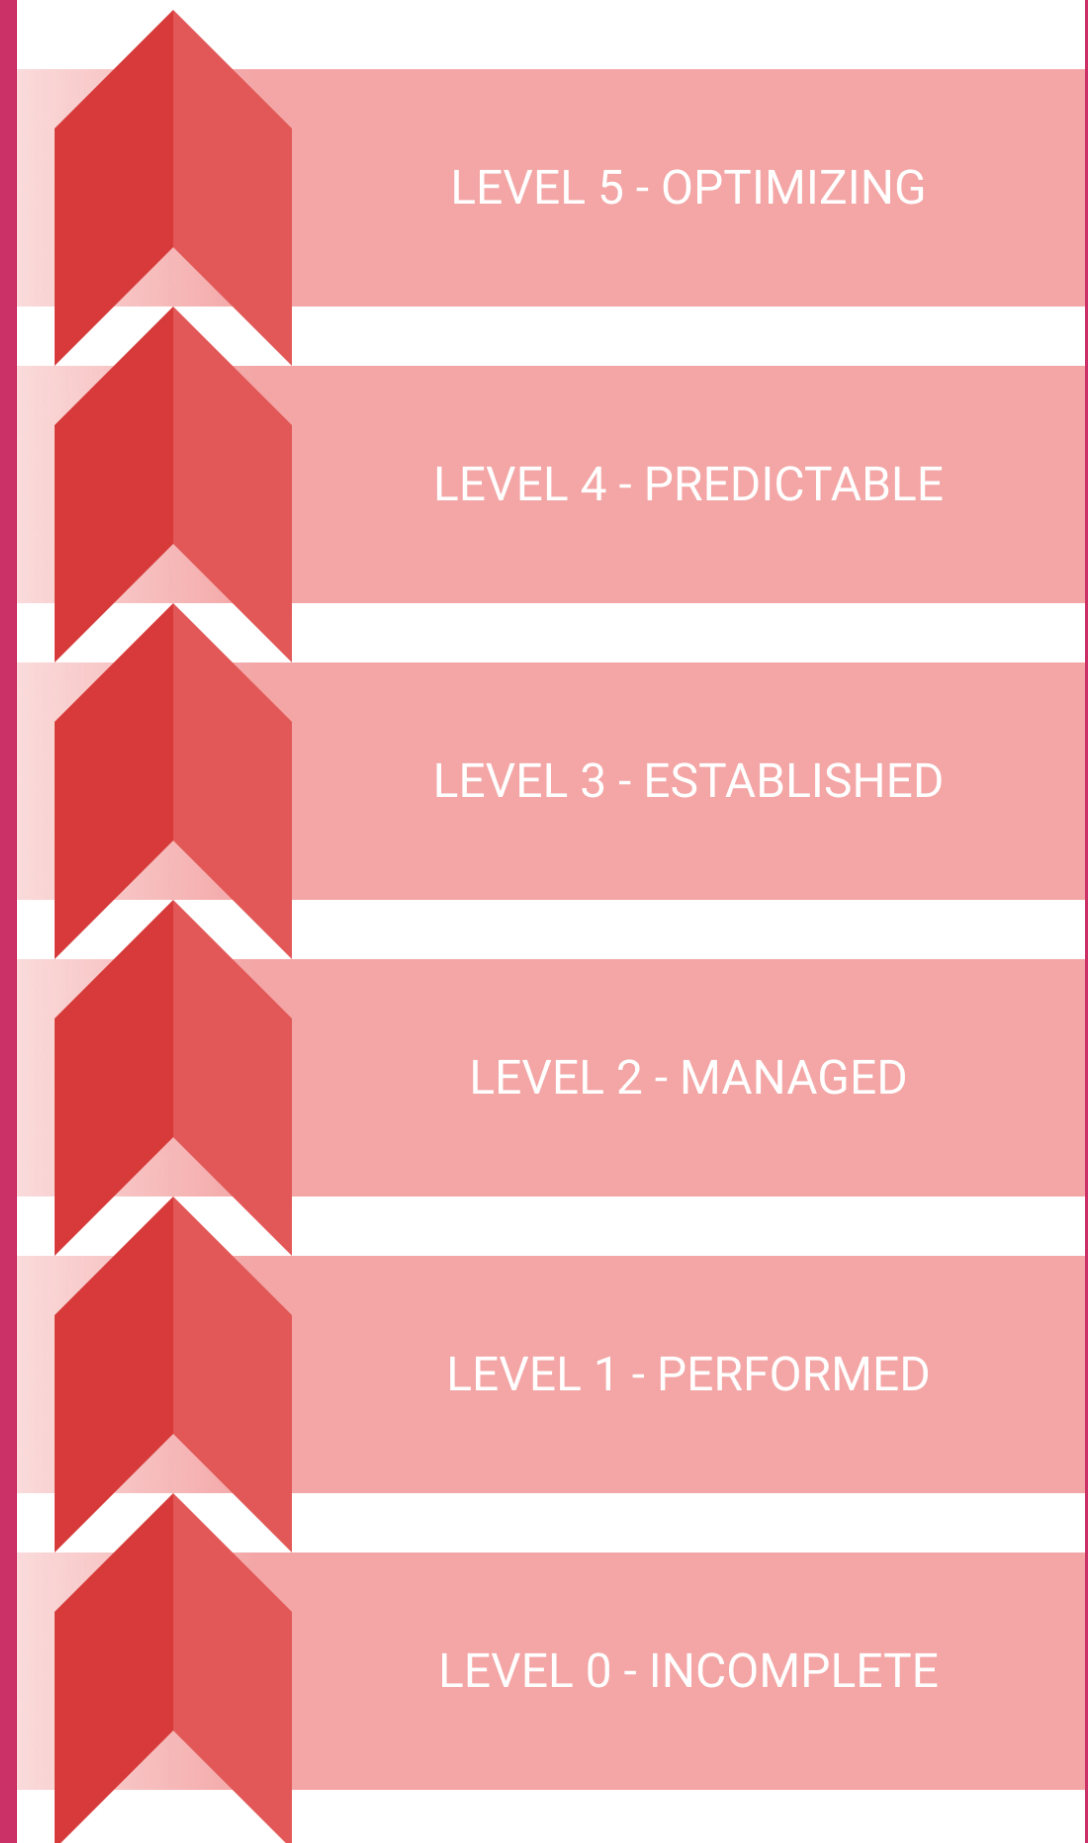 LEVEL 5 - OPTIMIZING
LEVEL 4 - PREDICTABLE
LEVEL 3 - ESTABLISHED
LEVEL 2 - MANAGED
LEVEL 1 - PERFORMED
LEVEL 0 - INCOMPLETE